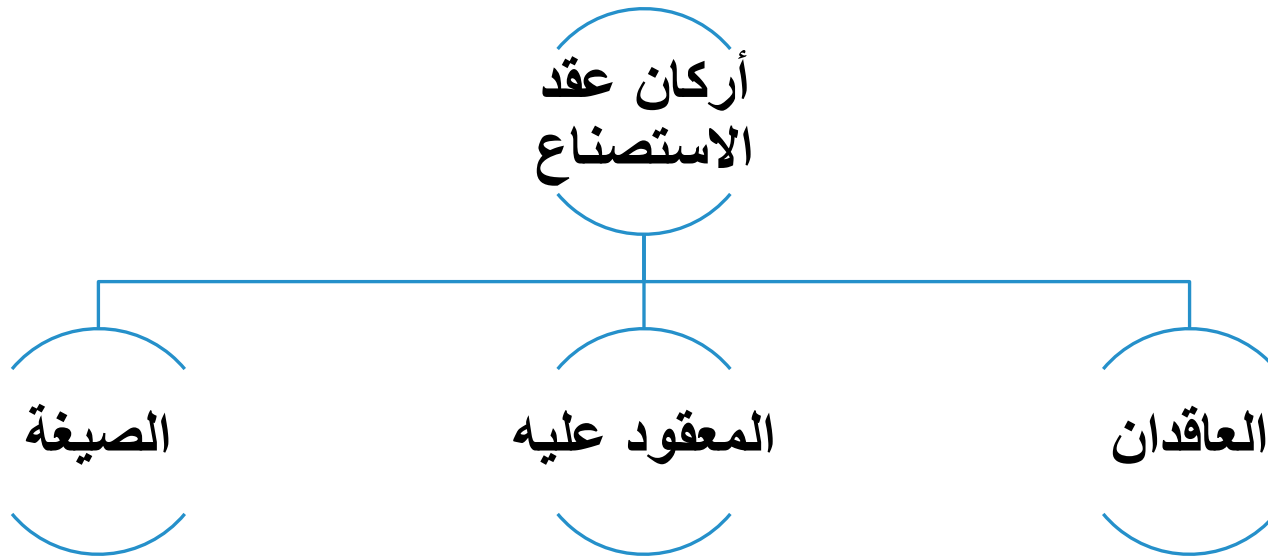 أركان عقد
الاستصناع
العاقدان
المعقود عليه
الصيغة